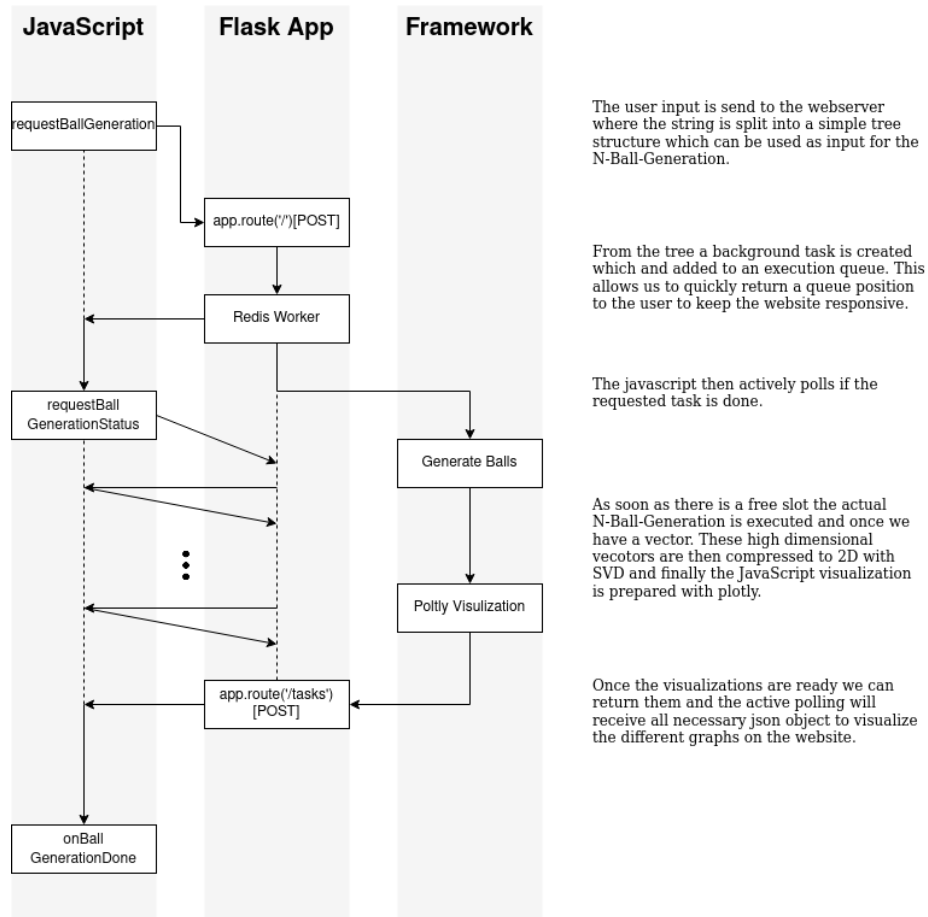 JavaScript
Flask App
Framework
requestBallGeneration
The user input is send to the webserver
where the string is split into a simple tree
structure which can be used as input for the
N-Ball-Generation.
app.route('/')[POST]
From the tree a background task is created
which and added to an execution queue. This
allows us to quickly return a queue position
to the user to keep the website responsive.
Redis Worker
The javascript then actively polls if the
requested task is done.
requestBall
GenerationStatus
Generate Balls
As soon as there is a free slot the actual
N-Ball-Generation is executed and once we
have a vector. These high dimensional
vecotors are then compressed to 2D with
SVD and finally the JavaScript visualization
is prepared with plotly.
Poltly Visulization
app.route('/tasks')
[POST]
Once the visualizations are ready we can
return them and the active polling will
receive all necessary json object to visualize
the different graphs on the website.
onBall
GenerationDone